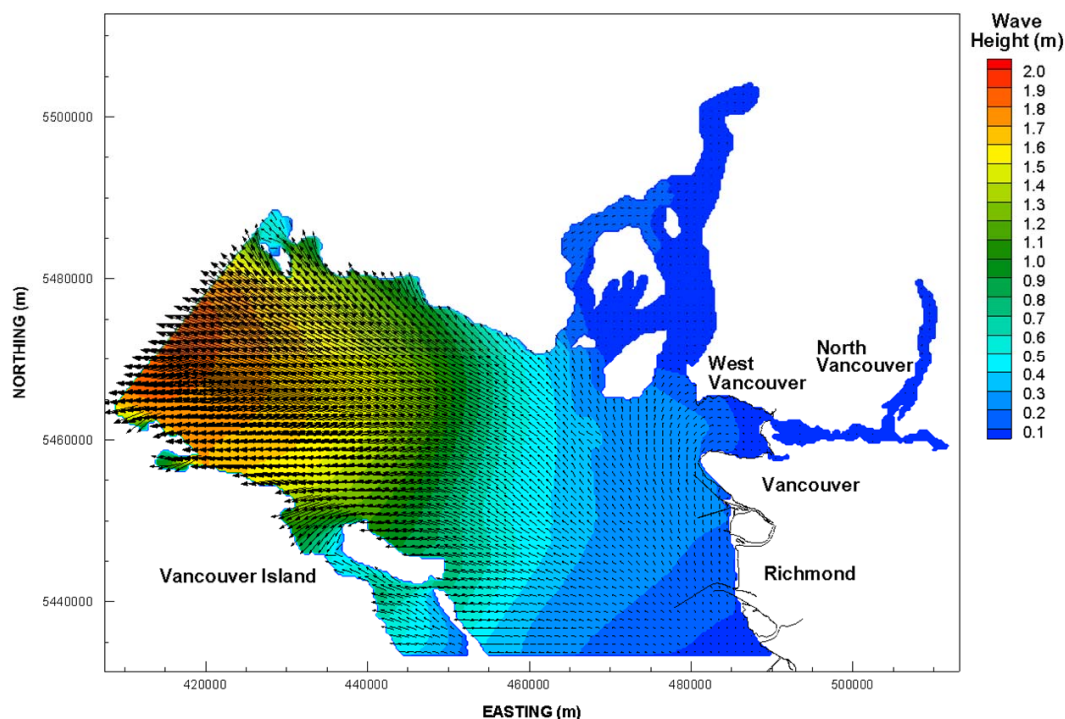 Wave
Height (m)
2.0
1.9
1.8
1.7
1.6
1.4
1.3
1.2
1.1
1.0
0.9
0.8
0.7
0.6
0.5
0.4
0.3
0.2
0.1
5500000
5480000
5460000
5440000
NORTHING (m)
West
Vancouver
North
Vancouver
Vancouver
Richmond
Vancouver Island
420000
440000
460000
480000
500000
EASTING (m)